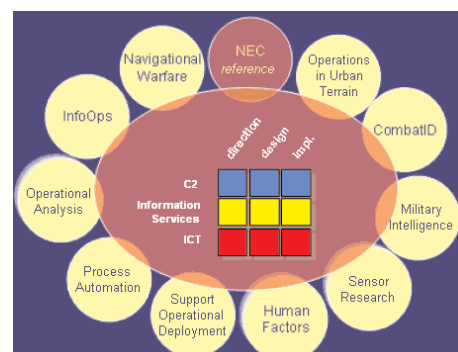 NEC
reference
Navigational
Warfare
Operations
in Urban
Terrain
InfoOps
CombatID
direction
design
impl.
C2
Information
Services
ICT
Operational
Analysis
Military
Intelligence
Process
Automation
Sensor
Research
Support
Operational
Deployment
Human
Factors